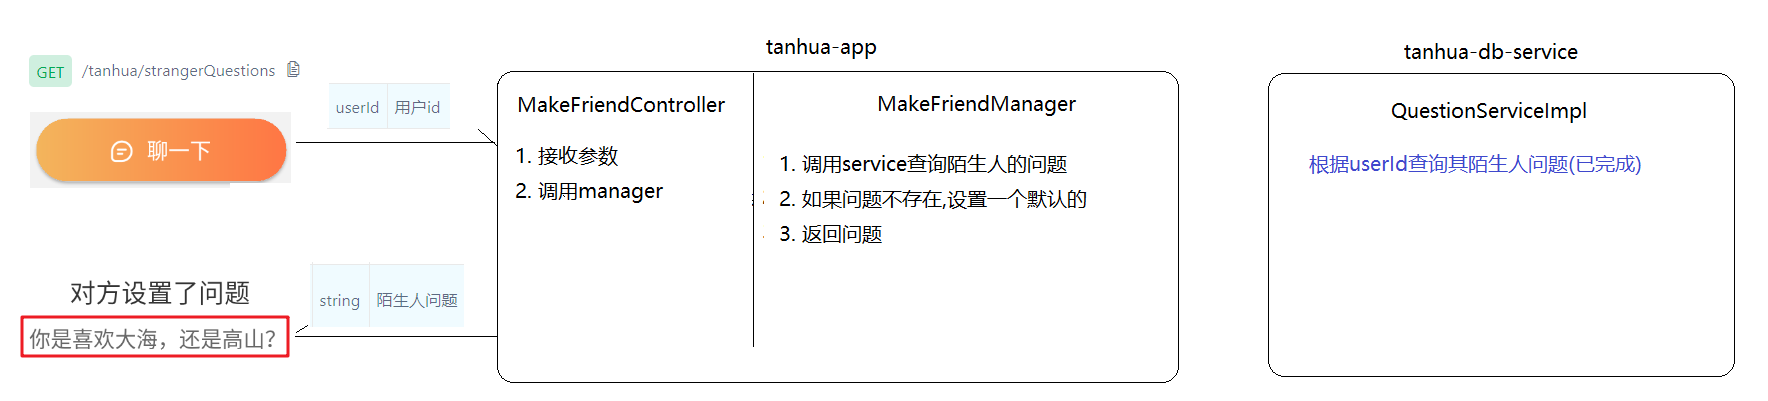 GET /tanhua/strangerQuestions
聊一下
userId 用户id
对方设置了问题
你是喜欢大海，还是高山？
string 陌生人问题
tanhua-app
MakeFriendController
1. 接收参数
2. 调用manager
MakeFriendManager
1. 调用service查询陌生人的问题
2. 如果问题不存在,设置一个默认的
3. 返回问题
tanhua-db-service
QuestionServiceImpl
根据userId查询其陌生人问题(已完成)